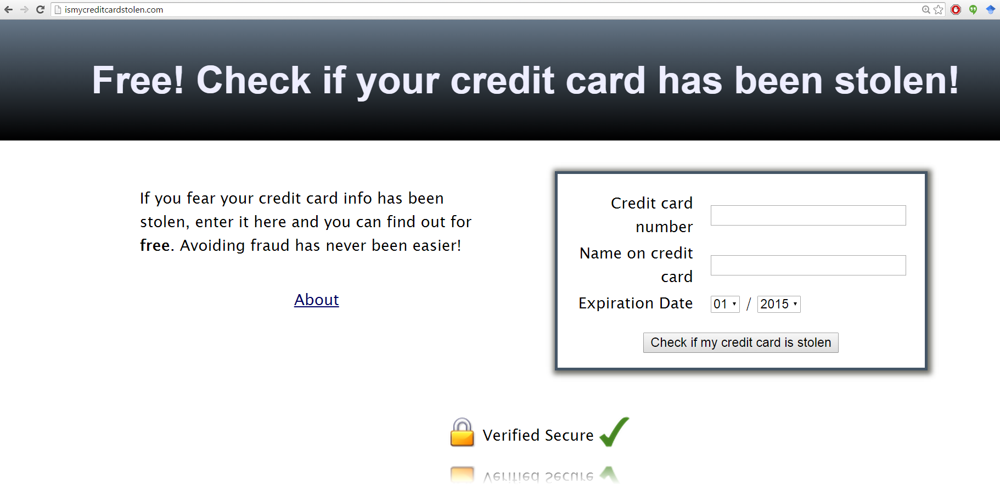 ismycreditcardstolen.com
Free! Check if your credit card has been stolen!
If you fear your credit card info has been
stolen, enter it here and you can find out for
free. Avoiding fraud has never been easier!
About
Credit card
number
Name on credit
card
Expiration Date 01 / 2015
Check if my credit card is stolen
Verified Secure
Verified Secure